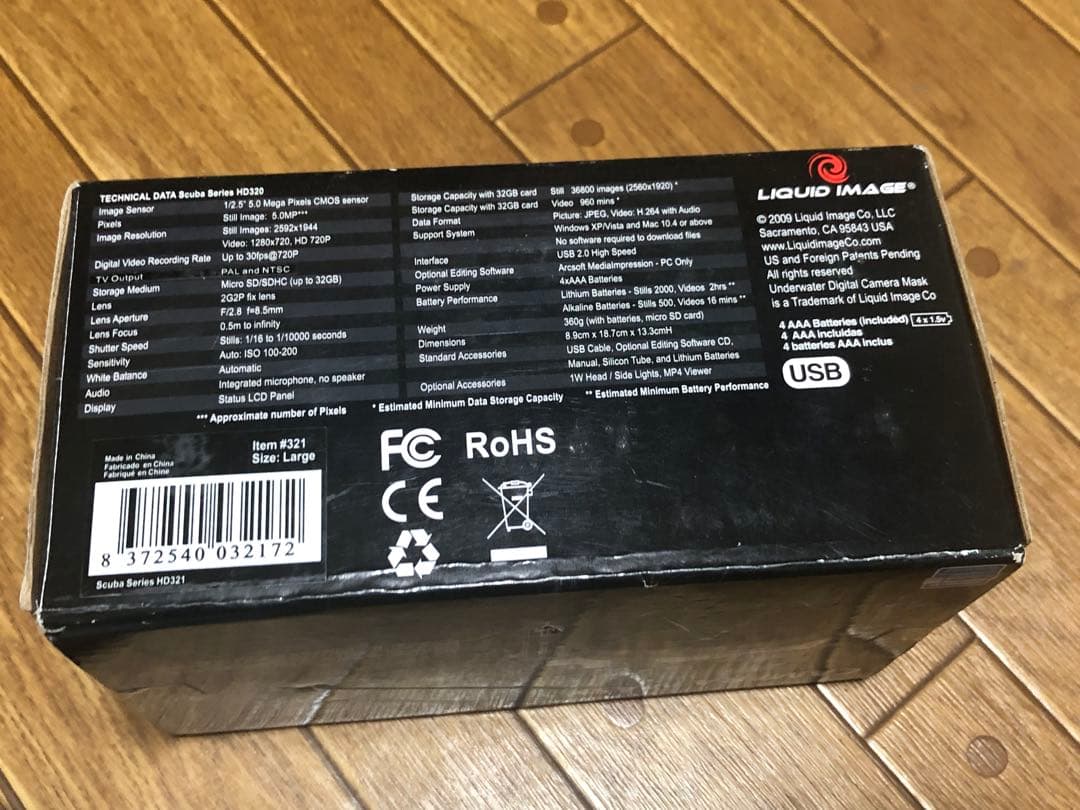 TECHNICAL DATA Scuba Series HD320
Image Sensor 1/2.5" 5.0 Mega Pixels CMOS sensor
Pixels Still Image: 5.0MP***
Image Resolution Still Images: 2592x1944
Video: 1280x720, HD 720P
Digital Video Recording Rate Up to 30fps@720P
TV Output PAL and NTSC
Storage Medium Micro SD/SDHC (up to 32GB)
Lens 2G2P fix lens
Lens Aperture F/2.8 f=8.5mm
Lens Focus 0.5m to infinity
Shutter Speed Stills: 1/16 to 1/10000 seconds
Sensitivity Auto: ISO 100-200
White Balance Automatic
Audio Integrated microphone, no speaker
Display Status LCD Panel
*** Approximate number of Pixels
Storage Capacity with 32GB card Still 36800 images (2560x1920) *
Storage Capacity with 32GB card Video 960 mins *
Data Format Picture: JPEG, Video: H.264 with Audio
Support System Windows XP/Vista and Mac 10.4 or above
No software required to download files
Interface USB 2.0 High Speed
Optional Editing Software Arcsoft MediaImpression - PC Only
Power Supply 4xAAA Batteries
Battery Performance Lithium Batteries - Stills 2000, Videos 2hrs **
Alkaline Batteries - Stills 500, Videos 16 mins **
Weight 360g (with batteries, micro SD card)
Dimensions 8.9cm x 18.7cm x 13.3cmH
Standard Accessories USB Cable, Optional Editing Software CD,
Manual, Silicon Tube, and Lithium Batteries
Optional Accessories 1W Head / Side Lights, MP4 Viewer
* Estimated Minimum Data Storage Capacity ** Estimated Minimum Battery Performance
LIQUID IMAGE®
© 2009 Liquid Image Co, LLC
Sacramento, CA 95843 USA
www.LiquidimageCo.com
US and Foreign Patents Pending
All rights reserved
Underwater Digital Camera Mask
is a Trademark of Liquid Image Co
4 AAA Batteries (included) 4 x 1.5v
4 AAA incluidas
4 batteries AAA inclus
USB
Made in China
Fabricado en China
Fabriqué en Chine
Item #321
Size: Large
8 372540 032172
Scuba Series HD321
FC RoHS
CE